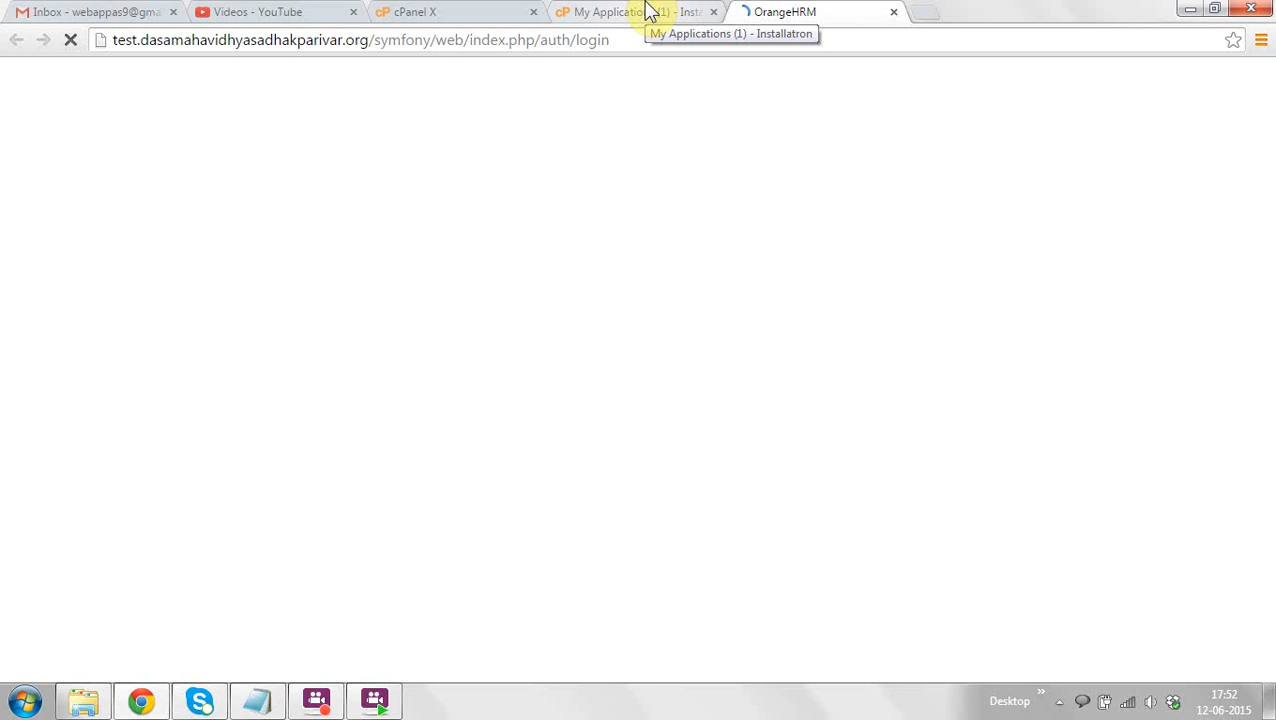 Inbox - webappas9@gma
Videos - YouTube
cPanel X
My Applicatio (1) - Insta
OrangeHRM
test.dasamahavidhyasadhakparivar.org/symfony/web/index.php/auth/login
My Applications (1) - Installatron
Desktop
17:52
12-06-2015